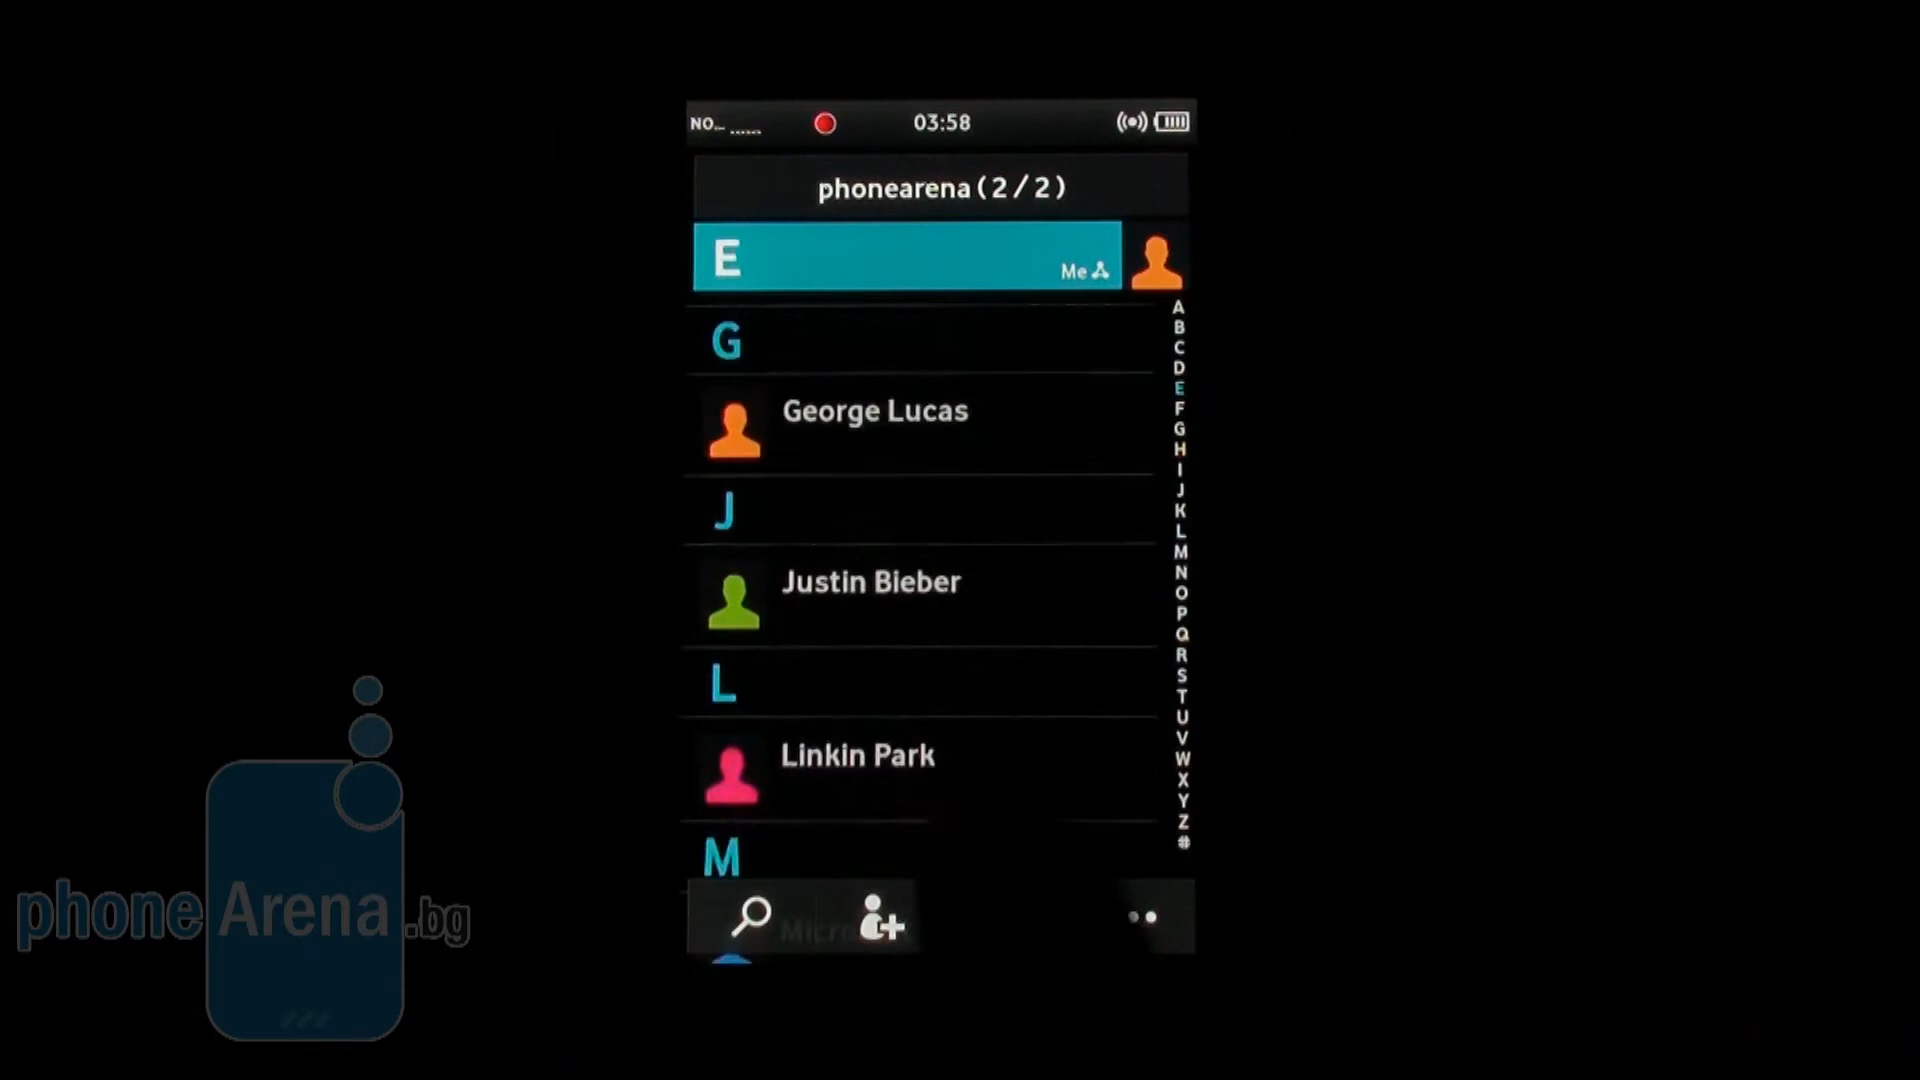 NO... 03:58
phonearena (2/2)
E
Me
G
George Lucas
J
Justin Bieber
L
Linkin Park
M
A
B
C
D
E
F
G
H
I
J
K
L
M
N
O
P
Q
R
S
T
U
V
W
X
Y
Z
#
phoneArena.bg